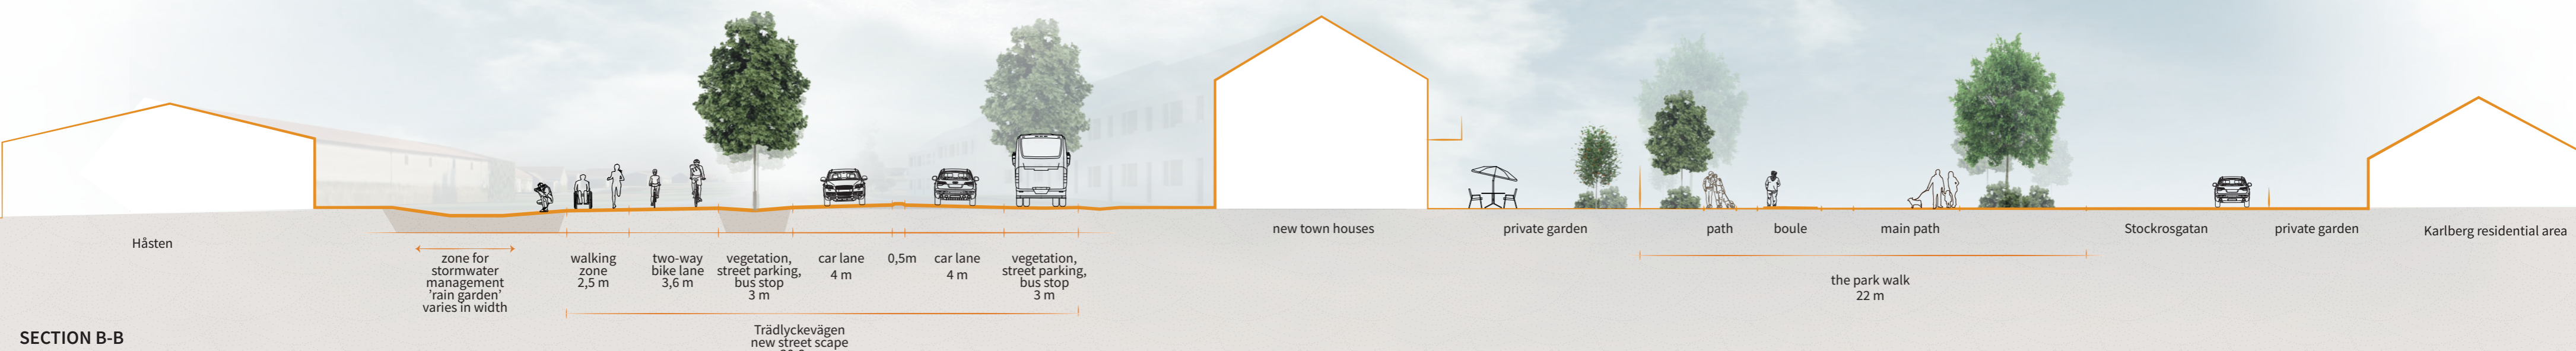 Håsten
zone for
stormwater
management
’rain garden’
varies in width
walking
zone
2,5 m
two-way
bike lane
3,6 m
vegetation,
street parking,
bus stop
3 m
car lane
4 m
0,5m
car lane
4 m
vegetation,
street parking,
bus stop
3 m
Trädlyckevägen
new street scape
new town houses
private garden
path
boule
main path
the park walk
22 m
Stockrosgatan
private garden
Karlberg residential area
SECTION B-B